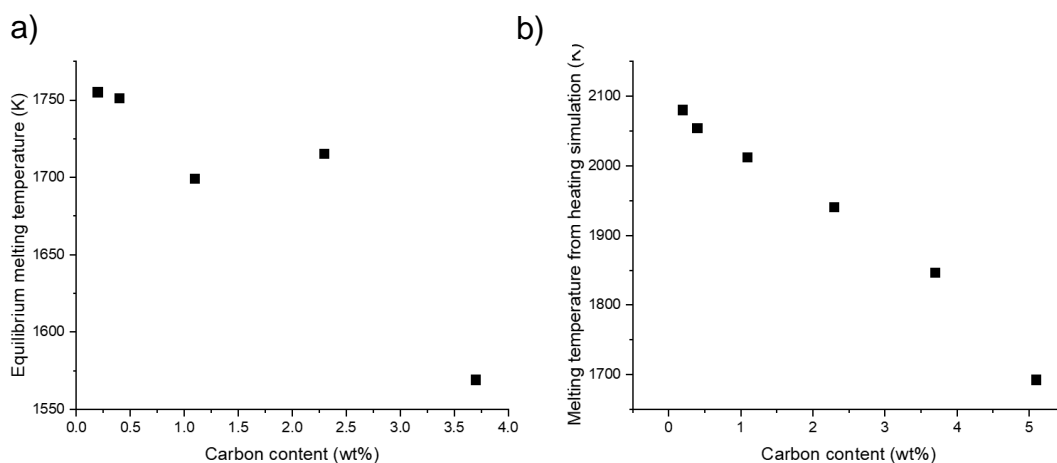 a)
Equilibrium melting temperature (K)
1750
1700
1650
1600
1550
0.0 0.5 1.0 1.5 2.0 2.5 3.0 3.5 4.0
Carbon content (wt%)
b)
Melting temperature from heating simulation
2100
2000
1900
1800
1700
0 1 2 3 4 5
Carbon content (wt%)